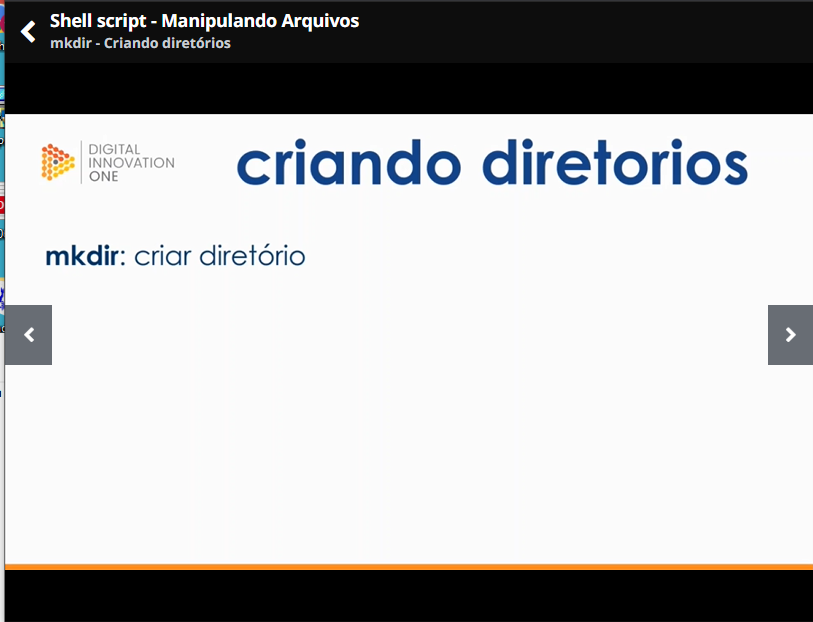 Shell script - Manipulando Arquivos
mkdir - Criando diretórios
DIGITAL
INNOVATION
ONE
criando diretorios
mkdir: criar diretório